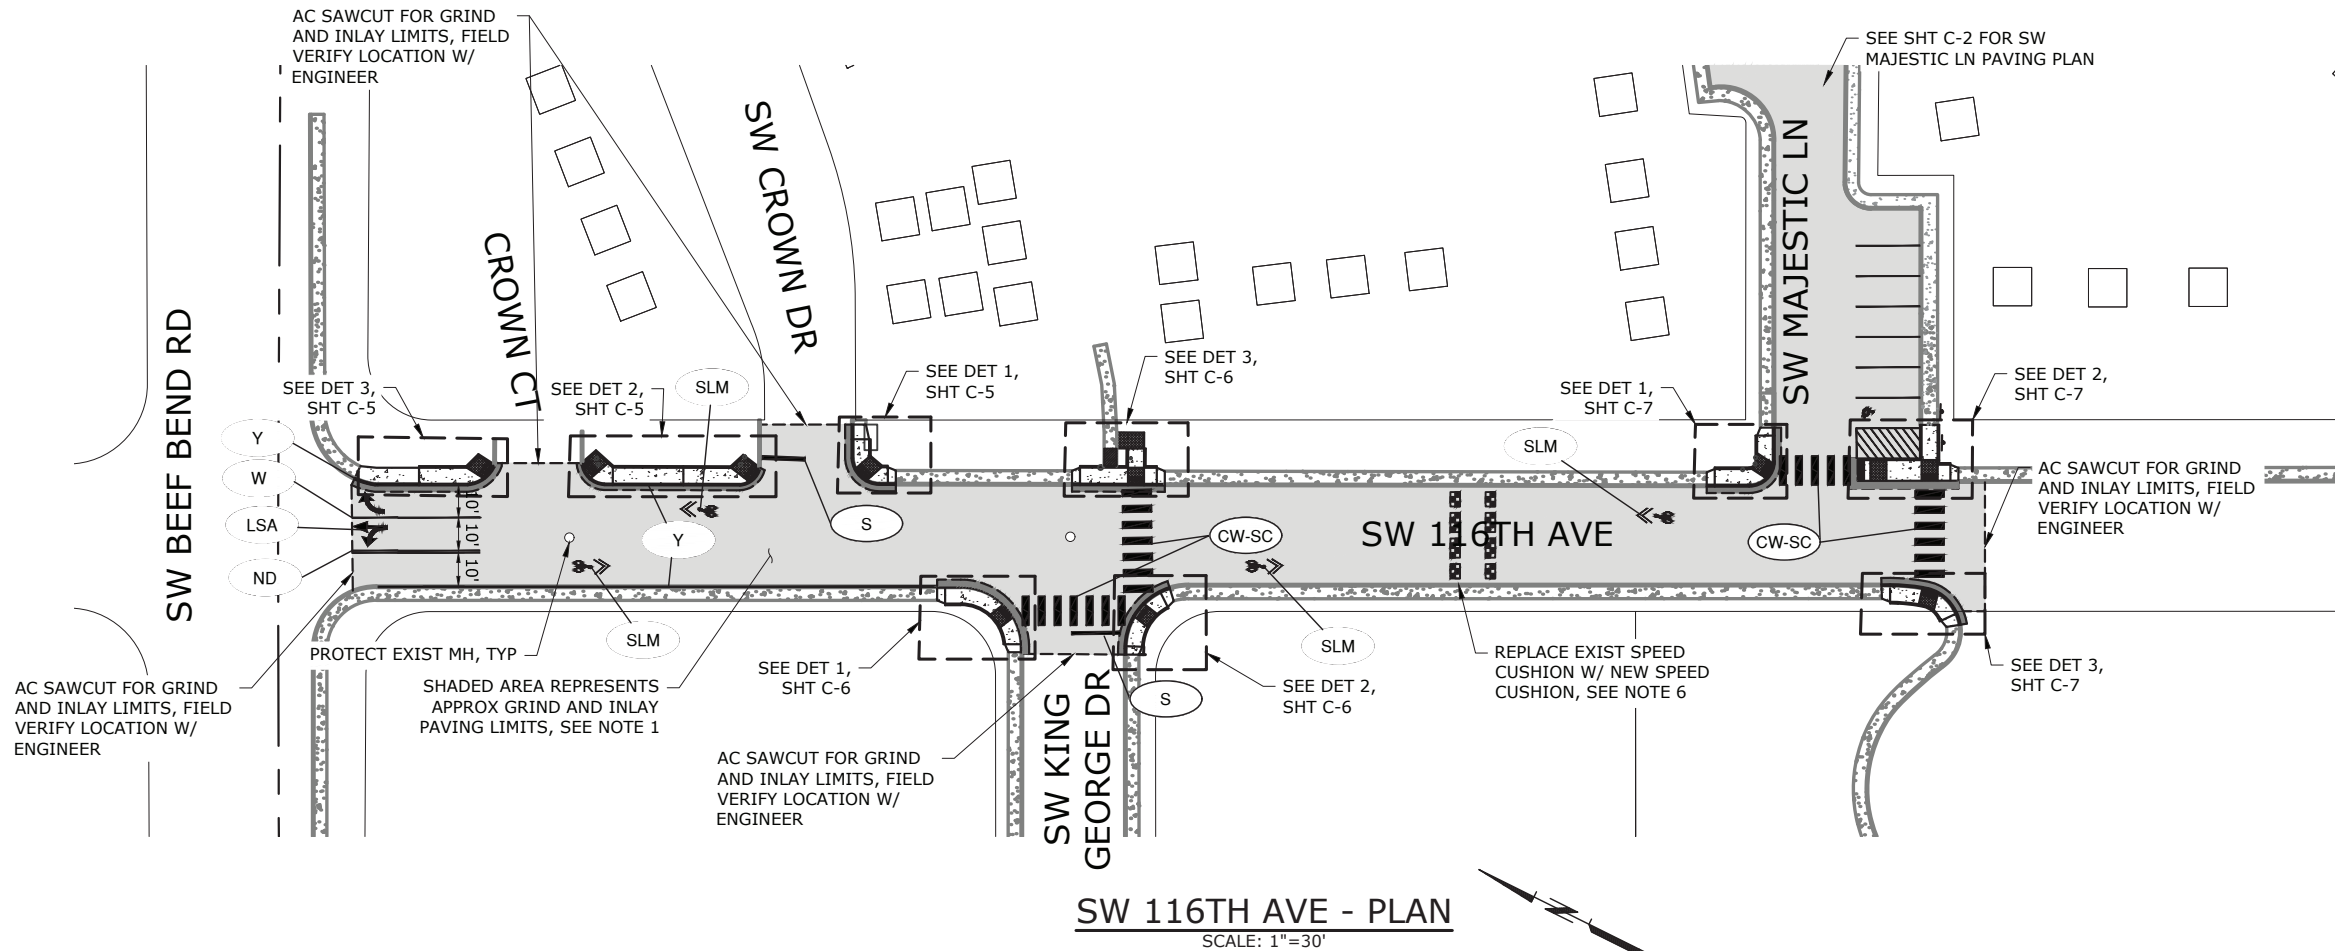 AC SAWCUT FOR GRIND
AND INLAY LIMITS, FIELD
VERIFY LOCATION W/
ENGINEER
SEE SHT C-2 FOR SW
MAJESTIC LN PAVING PLAN
SW BEEF BEND RD
CROWN CT
SW CROWN DR
SW MAJESTIC LN
SEE DET 3,
SHT C-5
SEE DET 2,
SHT C-5
SLM
SEE DET 1,
SHT C-5
SEE DET 3,
SHT C-6
SEE DET 1,
SHT C-7
SEE DET 2,
SHT C-7
SLM
Y
W
LSA
ND
10'
10'
10'
S
Y
CW-SC
SW 116TH AVE
CW-SC
AC SAWCUT FOR GRIND
AND INLAY LIMITS, FIELD
VERIFY LOCATION W/
ENGINEER
PROTECT EXIST MH, TYP
SLM
SLM
SHADED AREA REPRESENTS
APPROX GRIND AND INLAY
PAVING LIMITS, SEE NOTE 1
SEE DET 1,
SHT C-6
S
SEE DET 2,
SHT C-6
REPLACE EXIST SPEED
CUSHION W/ NEW SPEED
CUSHION, SEE NOTE 6
SEE DET 3,
SHT C-7
AC SAWCUT FOR GRIND
AND INLAY LIMITS, FIELD
VERIFY LOCATION W/
ENGINEER
AC SAWCUT FOR GRIND
AND INLAY LIMITS, FIELD
VERIFY LOCATION W/
ENGINEER
SW KING
GEORGE DR
SW 116TH AVE - PLAN
SCALE: 1"=30'
N